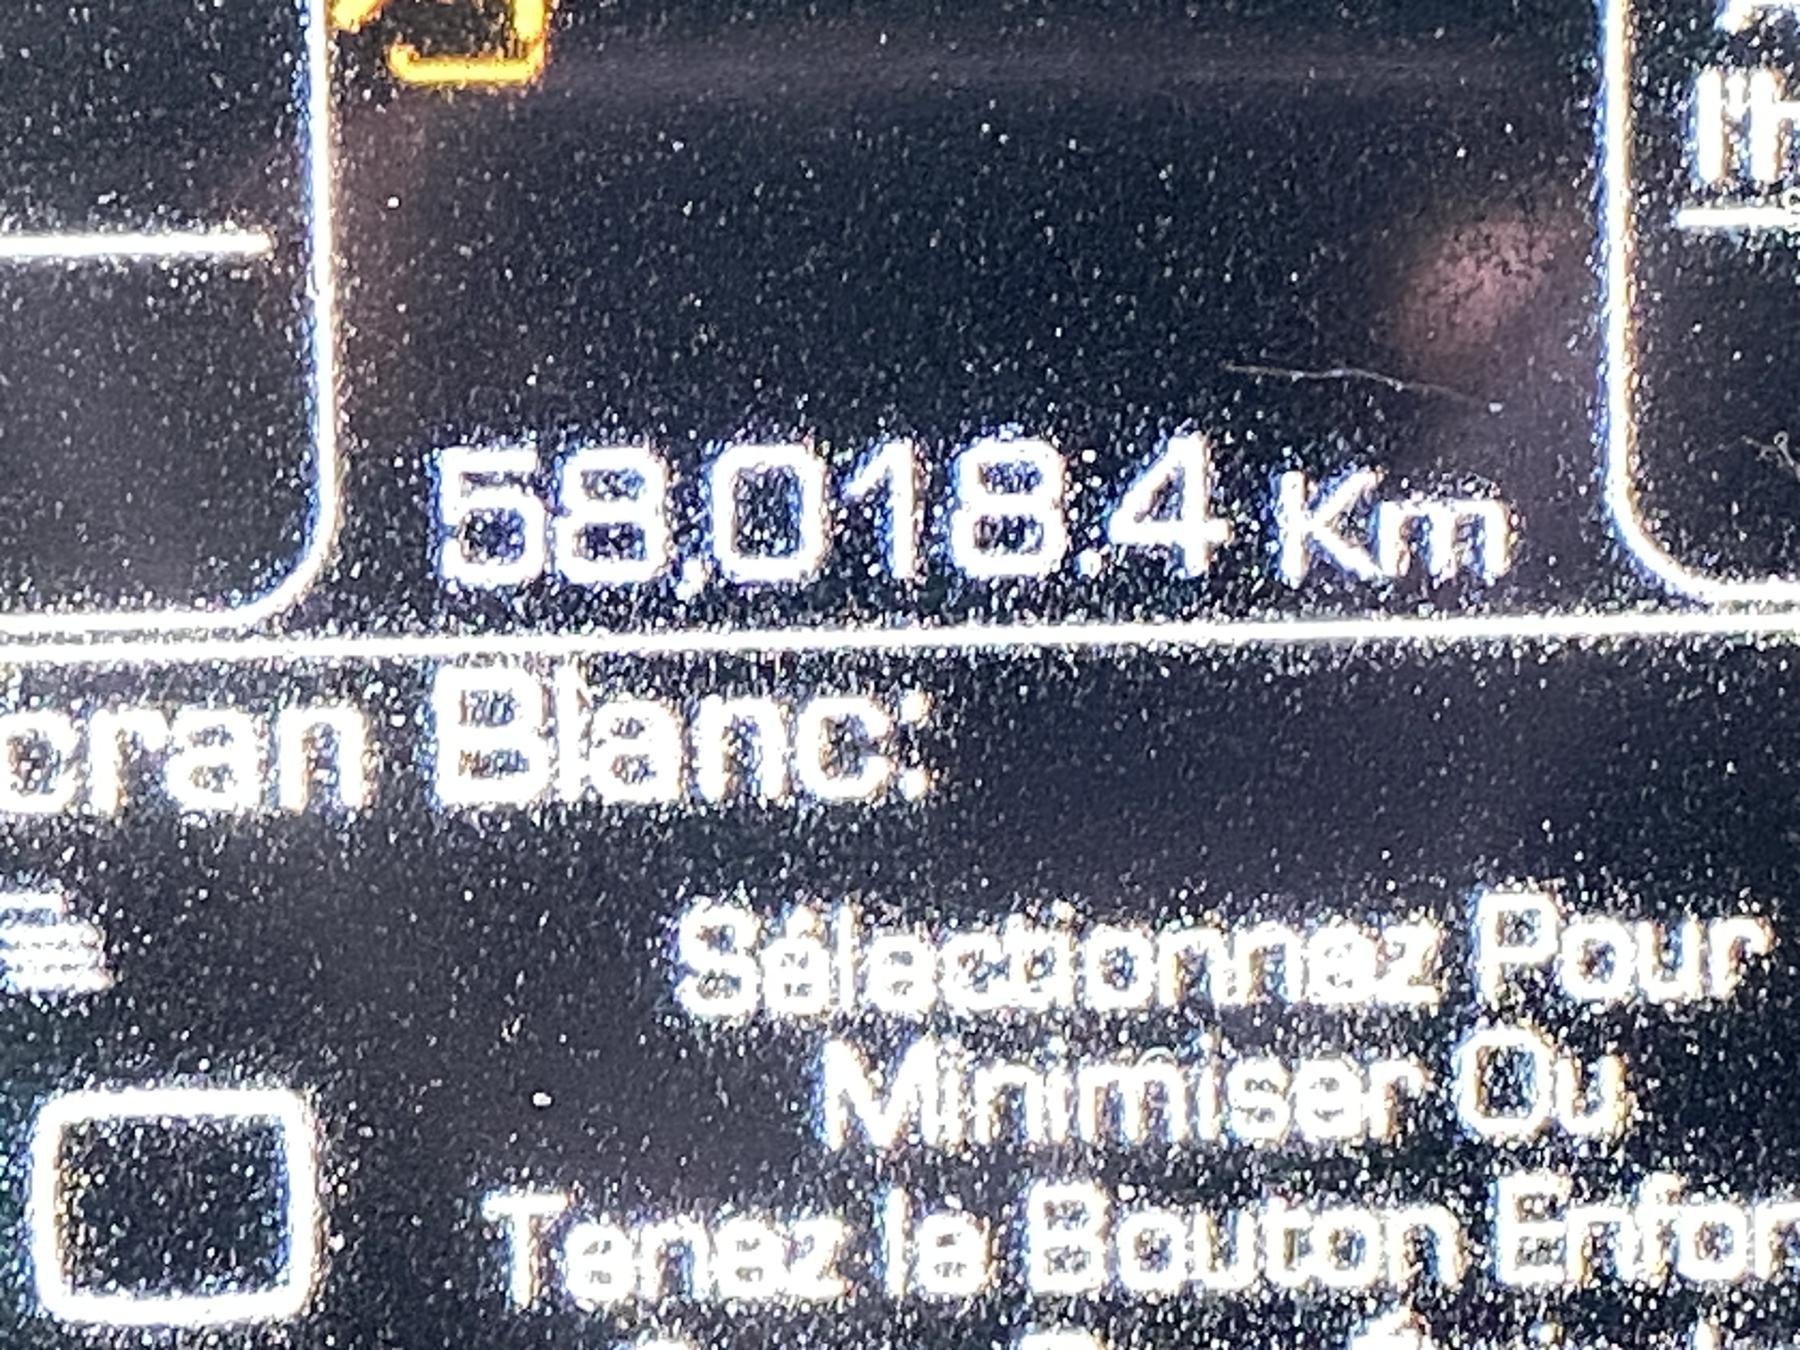 58,018.4 Km
cran Blanc:
Sélectionnez Pour
Minimiser Ou
Tenez le Bouton Enfon